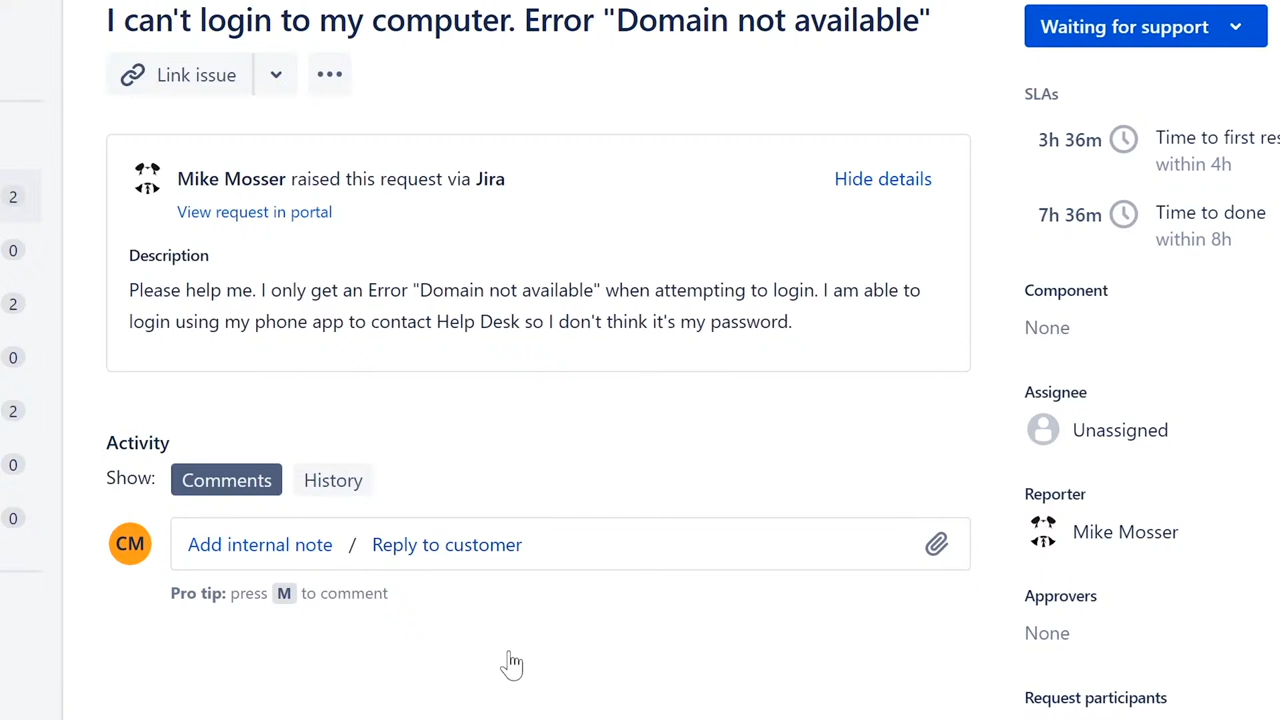 I can't login to my computer. Error "Domain not available"
Link issue
Mike Mosser raised this request via Jira
Hide details
View request in portal
Description
Please help me. I only get an Error "Domain not available" when attempting to login. I am able to
login using my phone app to contact Help Desk so I don't think it's my password.
Activity
Show: Comments History
CM
Add internal note / Reply to customer
Pro tip: press M to comment
2
0
2
0
2
0
0
Waiting for support
SLAs
3h 36m Time to first res
within 4h
7h 36m Time to done
within 8h
Component
None
Assignee
Unassigned
Reporter
Mike Mosser
Approvers
None
Request participants